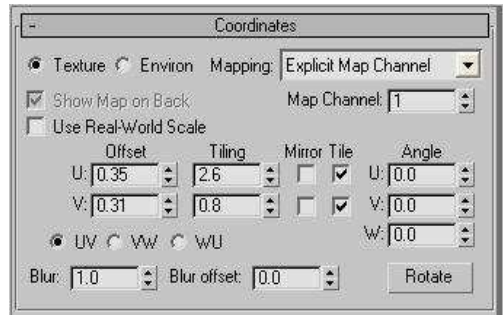 - Coordinates
Texture Environ Mapping: Explicit Map Channel
Show Map on Back Map Channel: 1
Use Real-World Scale
Offset Tiling Mirror Tile Angle
U: 0.35 2.6 U: 0.0
V: 0.31 0.8 V: 0.0
UV VW WU W: 0.0
Blur: 1.0 Blur offset: 0.0 Rotate